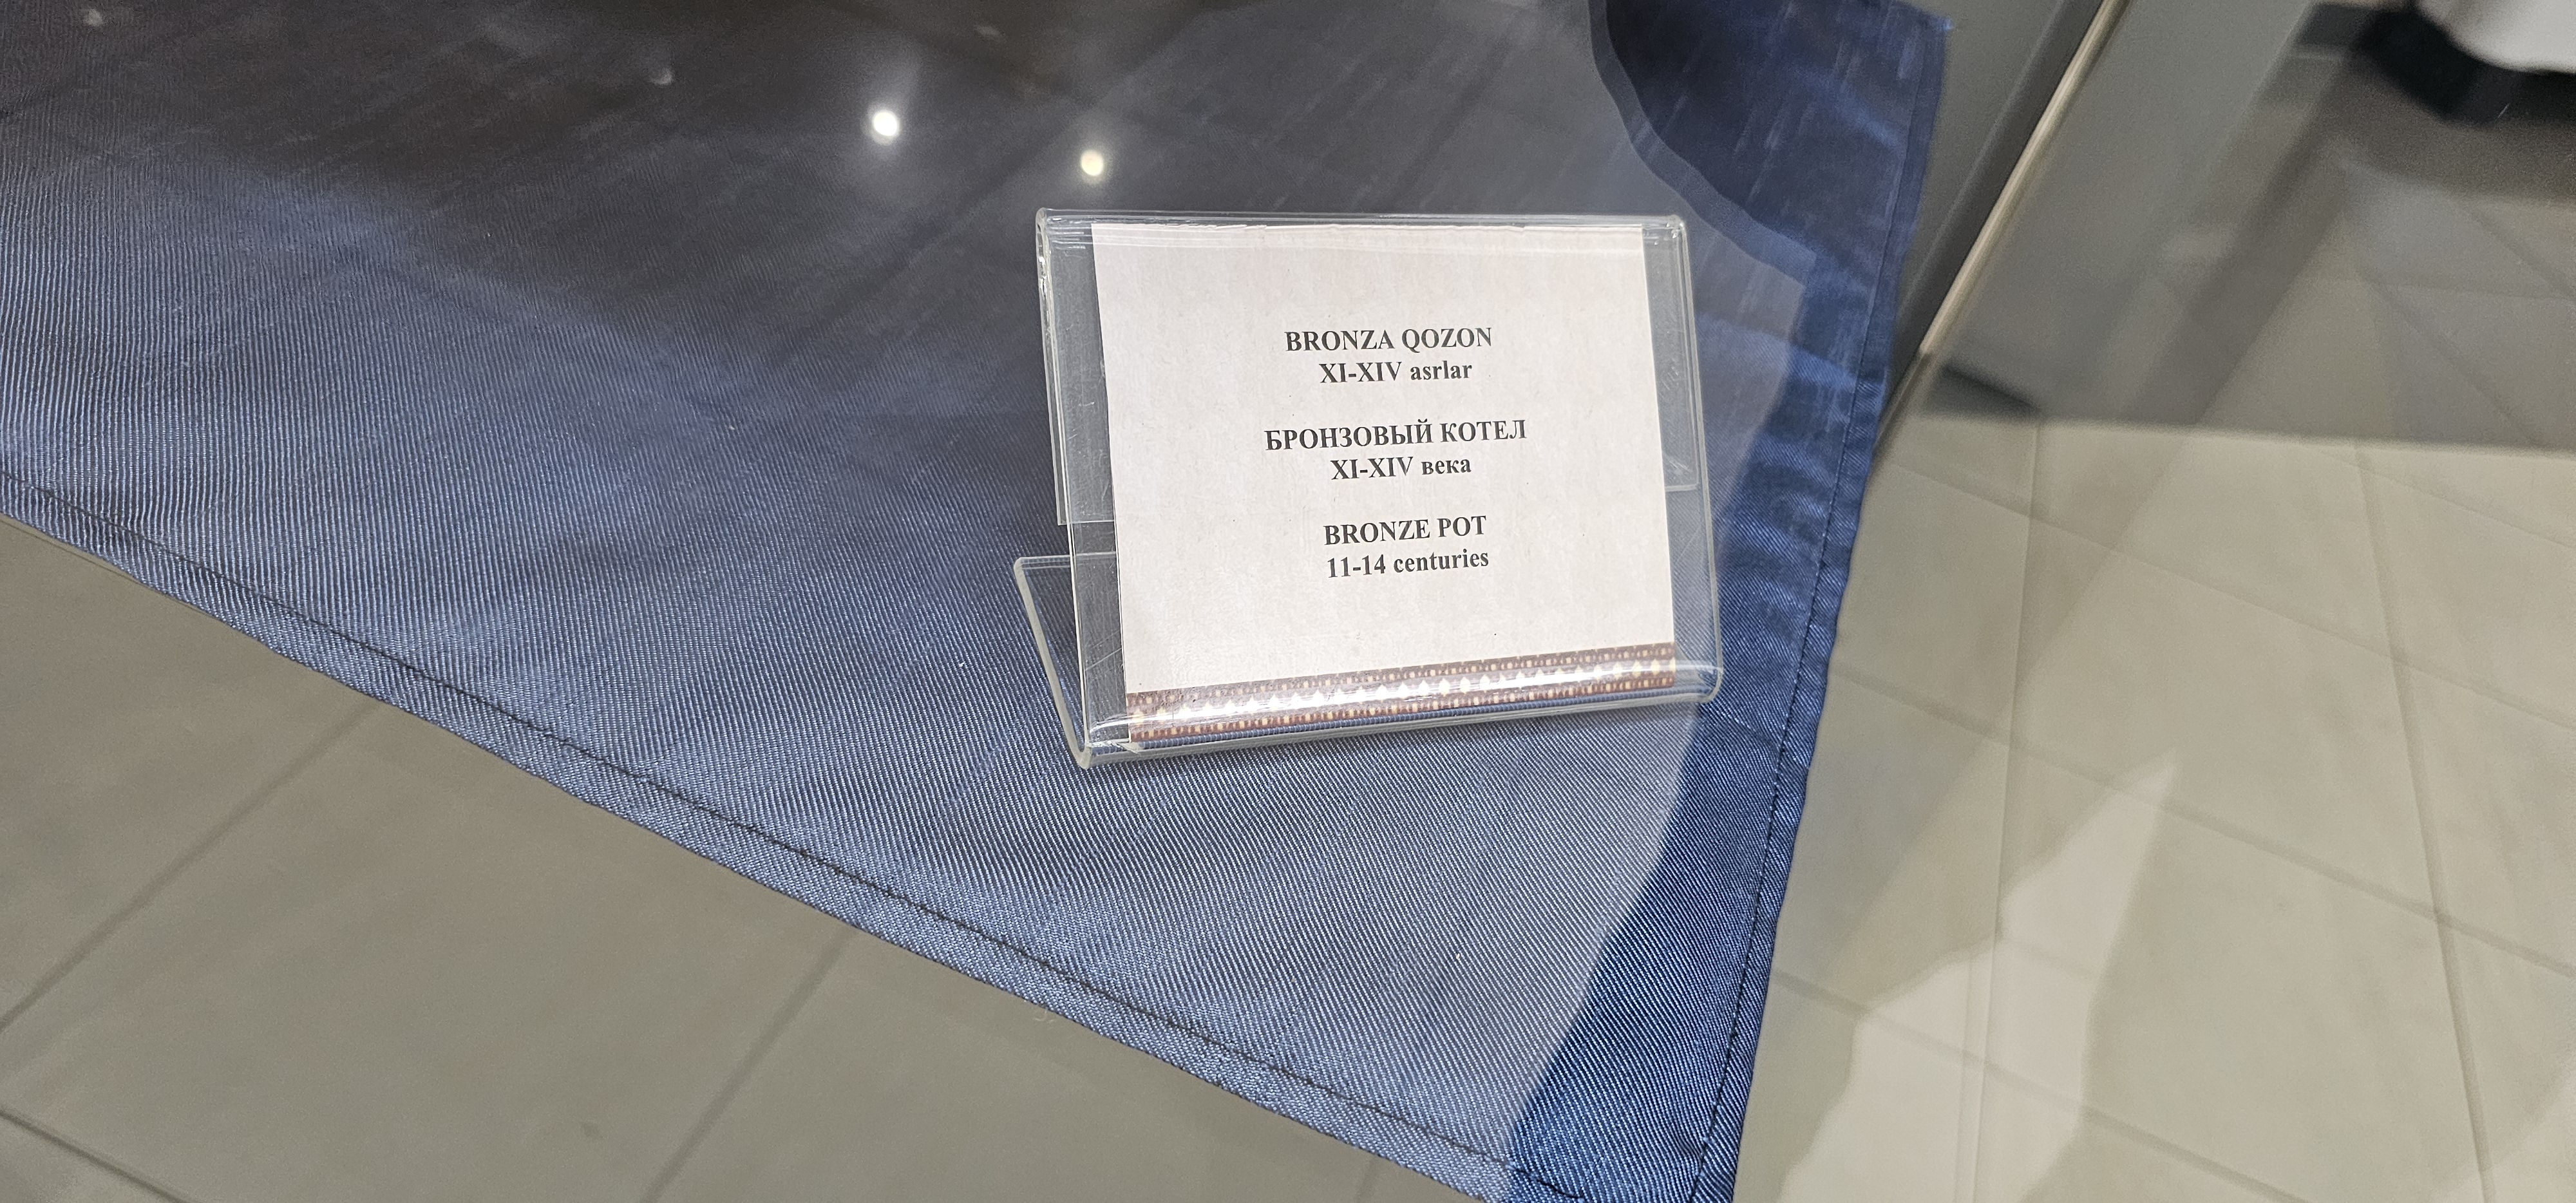 BRONZA QOZON
XI-XIV asrlar
БРОНЗОВЫЙ КОТЕЛ
XI-XIV века
BRONZE POT
11-14 centuries